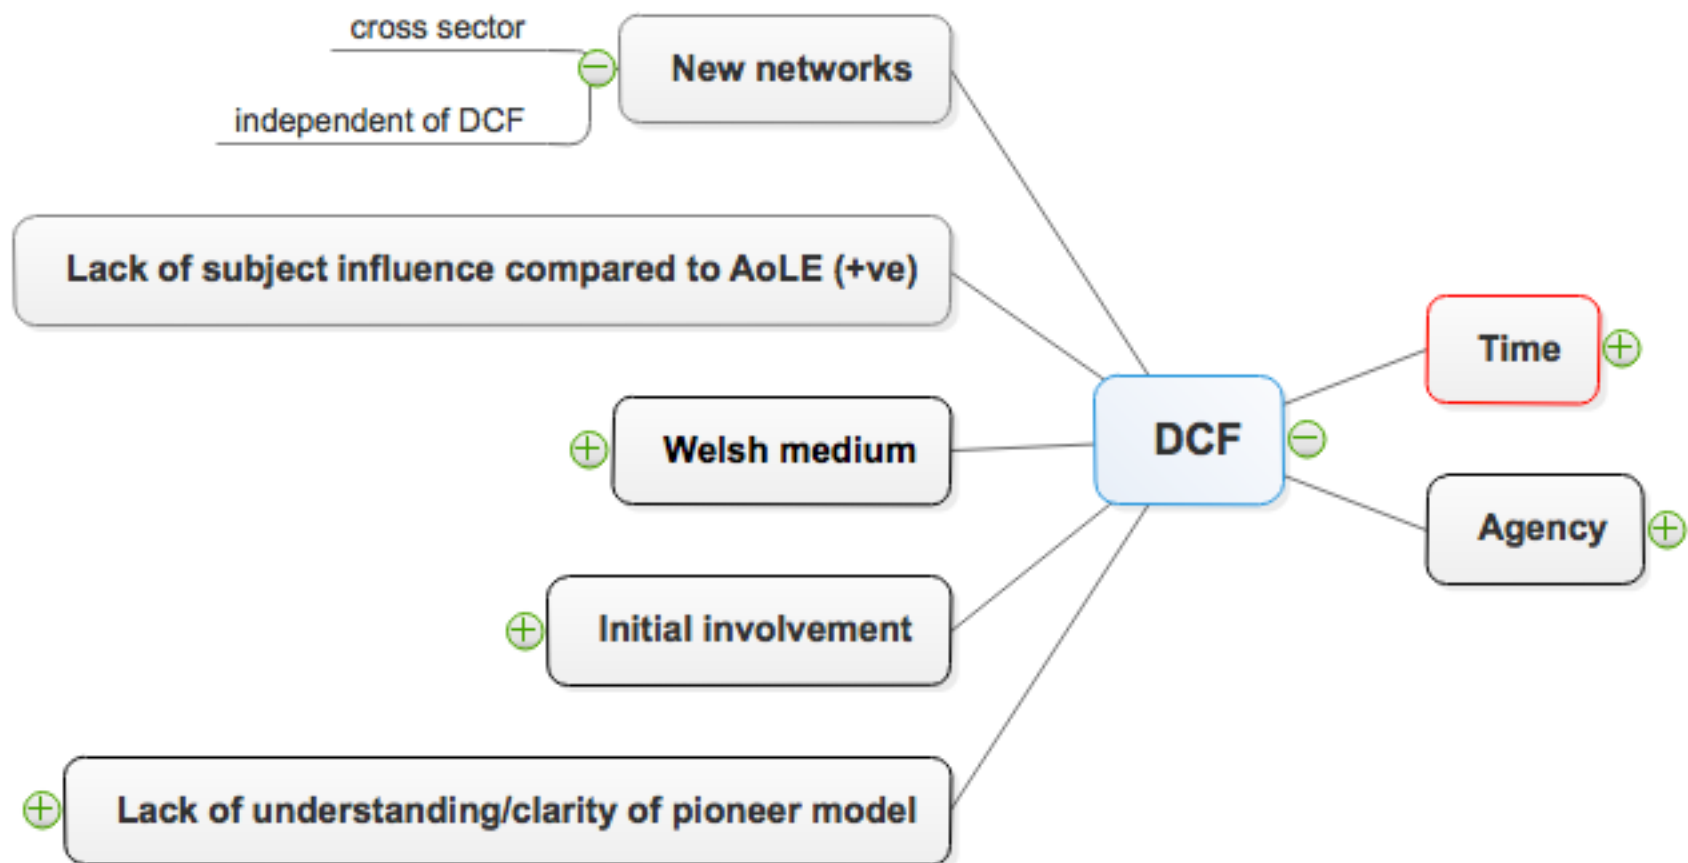 cross sector
New networks
independent of DCF
Lack of subject influence compared to AoLE (+ve)
Time
DCF
Welsh medium
Agency
Initial involvement
Lack of understanding/clarity of pioneer model